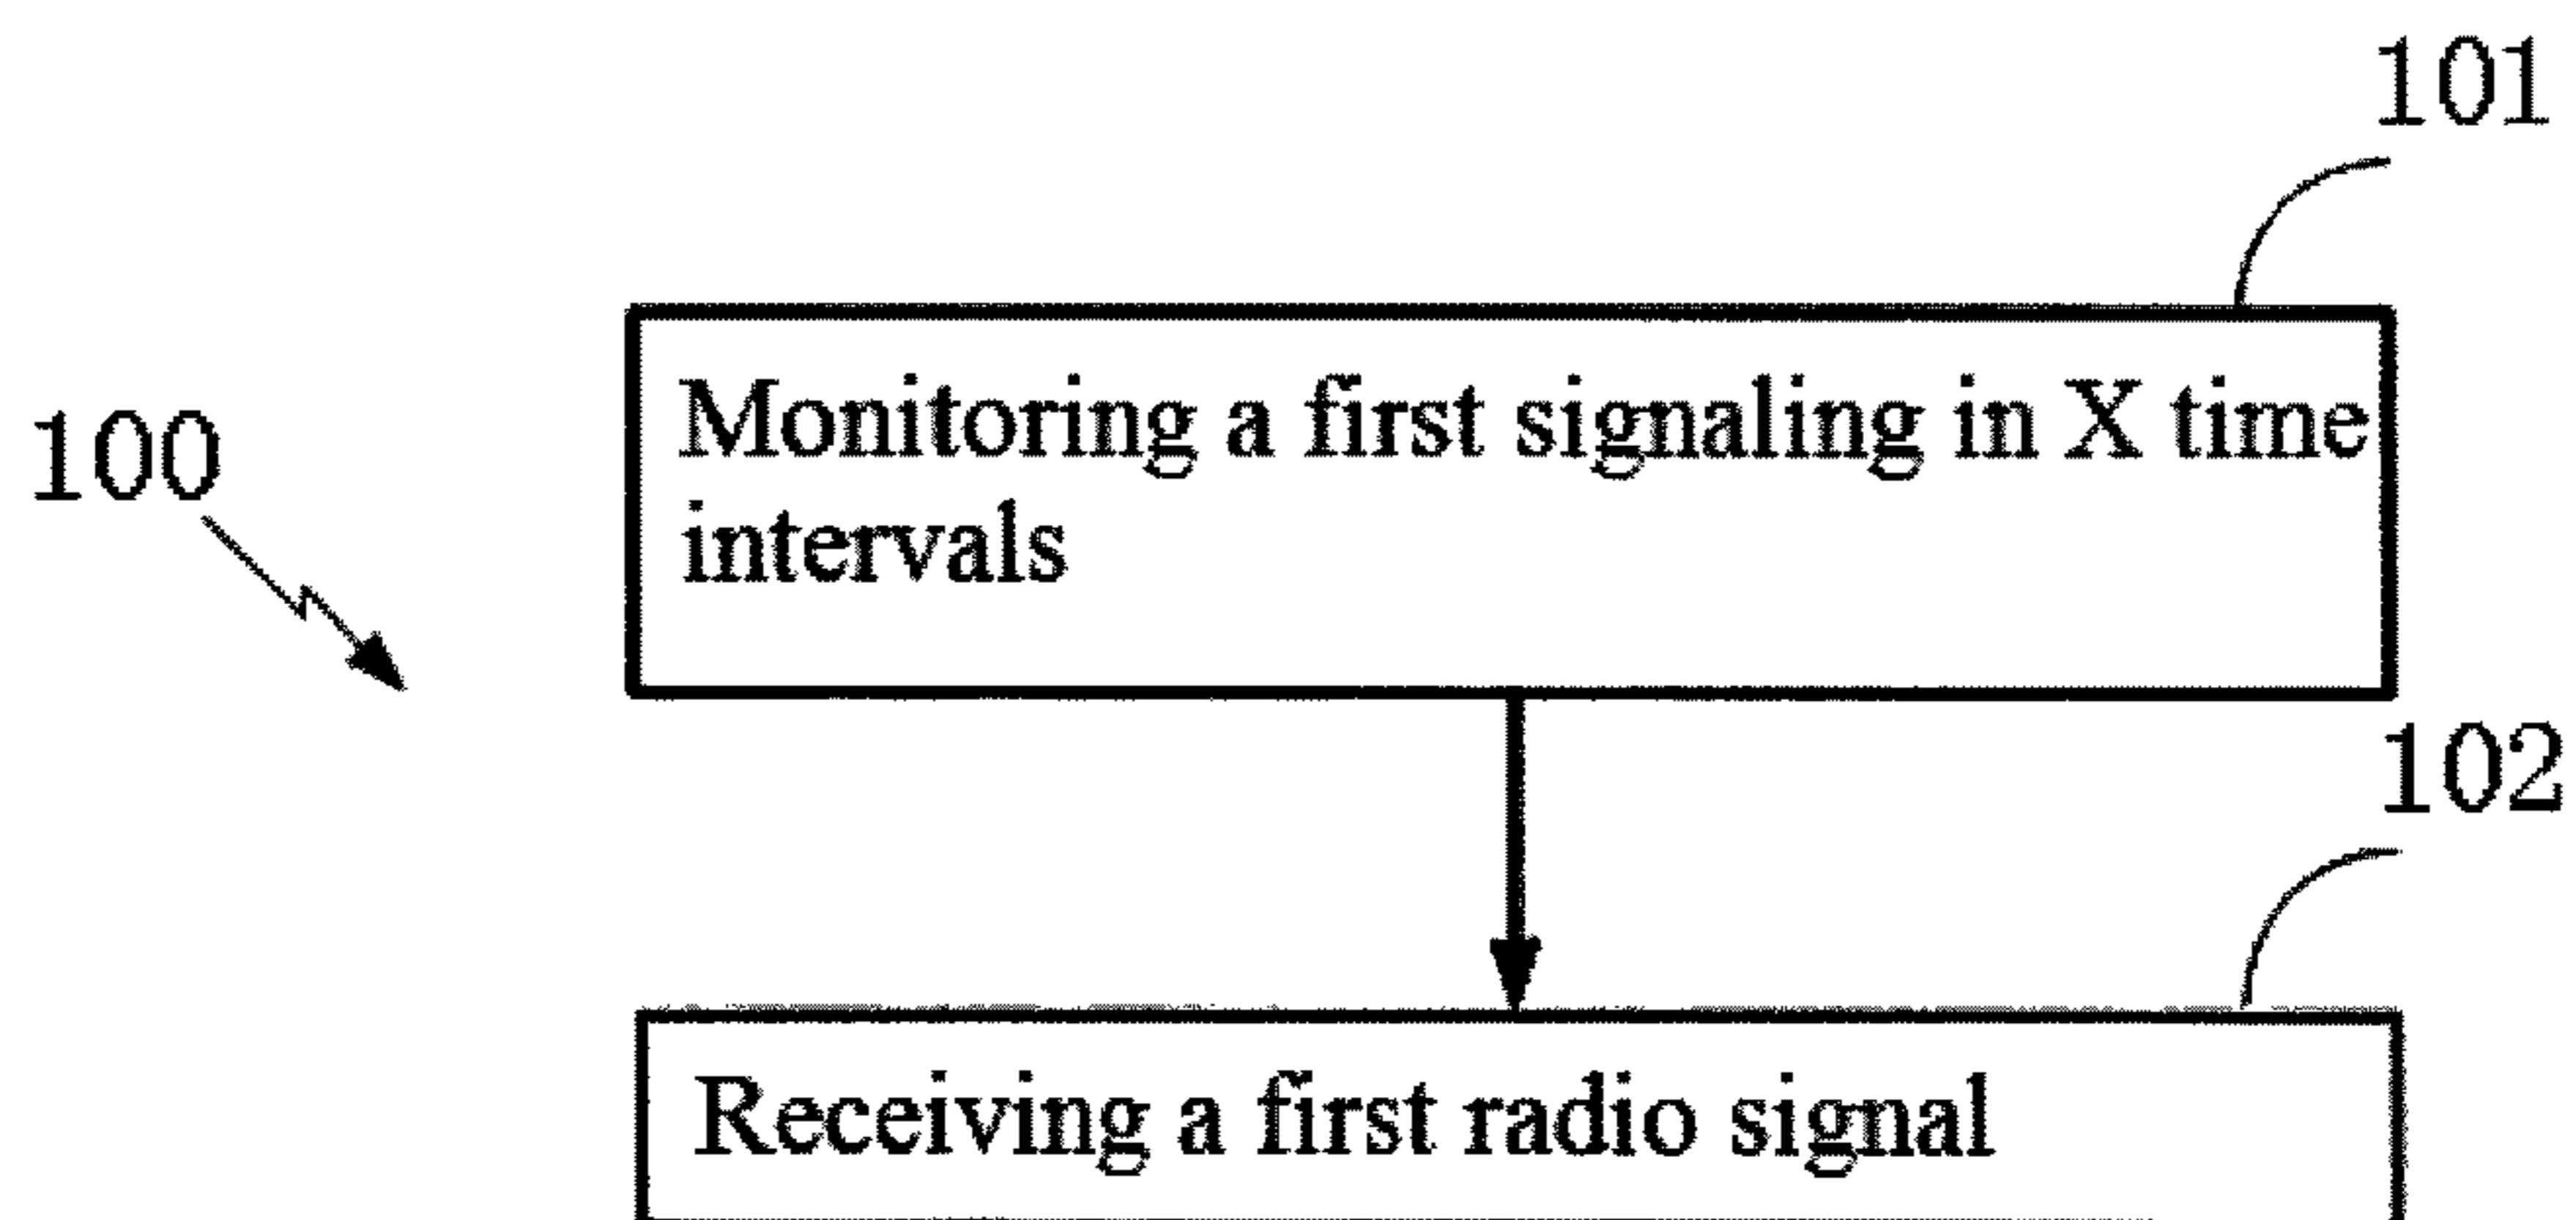 101
100
Monitoring a first signaling in X time
intervals
102
Receiving a first radio signal